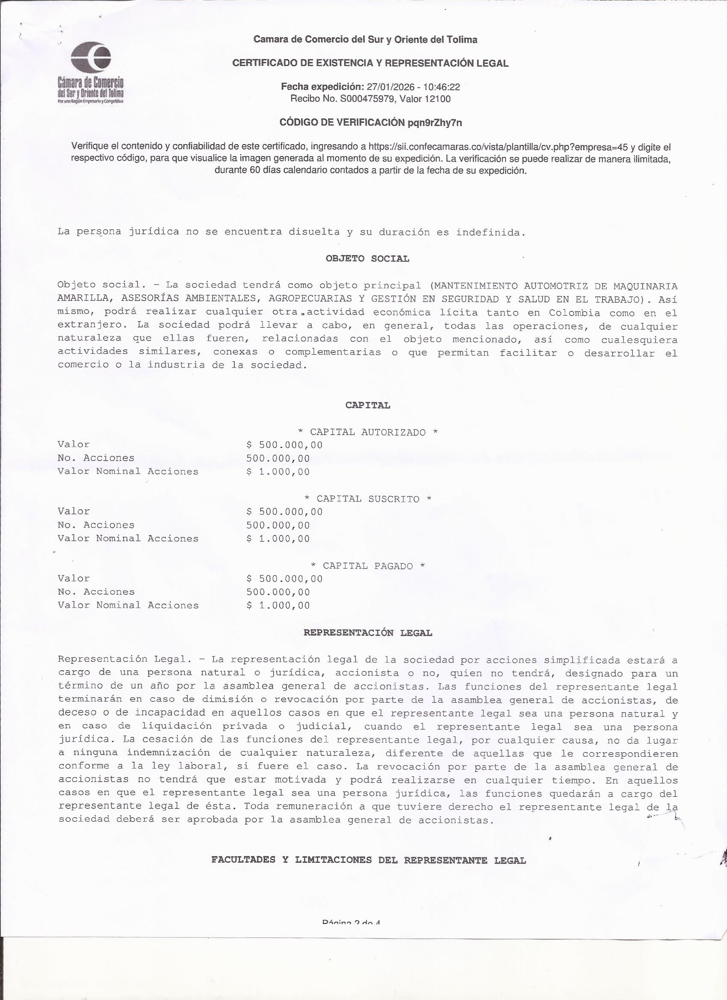 Camara de Comercio del Sur y Oriente del Tolima
CERTIFICADO DE EXISTENCIA Y REPRESENTACIÓN LEGAL
Fecha expedición: 27/01/2026 - 10:46:22
Recibo No. S000475979, Valor 12100
Cámara de Comercio
del Sur y Oriente del Tolima
Por una Región Empresaria y Competitiva
CÓDIGO DE VERIFICACIÓN pqn9rZhy7n
Verifique el contenido y confiabilidad de este certificado, ingresando a https://sii.confecamaras.co/vista/plantilla/cv.php?empresa=45 y digite el
respectivo código, para que visualice la imagen generada al momento de su expedición. La verificación se puede realizar de manera ilimitada,
durante 60 días calendario contados a partir de la fecha de su expedición.
La persona jurídica no se encuentra disuelta y su duración es indefinida.
OBJETO SOCIAL
Objeto social. - La sociedad tendrá como objeto principal (MANTENIMIENTO AUTOMOTRIZ DE MAQUINARIA
AMARILLA, ASESORÍAS AMBIENTALES, AGROPECUARIAS Y GESTIÓN EN SEGURIDAD Y SALUD EN EL TRABAJO). Así
mismo, podrá realizar cualquier otra actividad económica lícita tanto en Colombia como en el
extranjero. La sociedad podrá llevar a cabo, en general, todas las operaciones, de cualquier
naturaleza que ellas fueren, relacionadas con el objeto mencionado, así como cualesquiera
actividades similares, conexas o complementarias o que permitan facilitar o desarrollar el
comercio o la industria de la sociedad.
CAPITAL
* CAPITAL AUTORIZADO *
Valor $ 500.000,00
No. Acciones 500.000,00
Valor Nominal Acciones $ 1.000,00
* CAPITAL SUSCRITO *
Valor $ 500.000,00
No. Acciones 500.000,00
Valor Nominal Acciones $ 1.000,00
* CAPITAL PAGADO *
Valor $ 500.000,00
No. Acciones 500.000,00
Valor Nominal Acciones $ 1.000,00
REPRESENTACIÓN LEGAL
Representación Legal. - La representación legal de la sociedad por acciones simplificada estará a
cargo de una persona natural o jurídica, accionista o no, quien no tendrá, designado para un
término de un año por la asamblea general de accionistas. Las funciones del representante legal
terminarán en caso de dimisión o revocación por parte de la asamblea general de accionistas, de
deceso o de incapacidad en aquellos casos en que el representante legal sea una persona natural y
en caso de liquidación privada o judicial, cuando el representante legal sea una persona
jurídica. La cesación de las funciones del representante legal, por cualquier causa, no da lugar
a ninguna indemnización de cualquier naturaleza, diferente de aquellas que le correspondieren
conforme a la ley laboral, si fuere el caso. La revocación por parte de la asamblea general de
accionistas no tendrá que estar motivada y podrá realizarse en cualquier tiempo. En aquellos
casos en que el representante legal sea una persona jurídica, las funciones quedarán a cargo del
representante legal de ésta. Toda remuneración a que tuviere derecho el representante legal de la
sociedad deberá ser aprobada por la asamblea general de accionistas.
FACULTADES Y LIMITACIONES DEL REPRESENTANTE LEGAL
Página 2 de 4